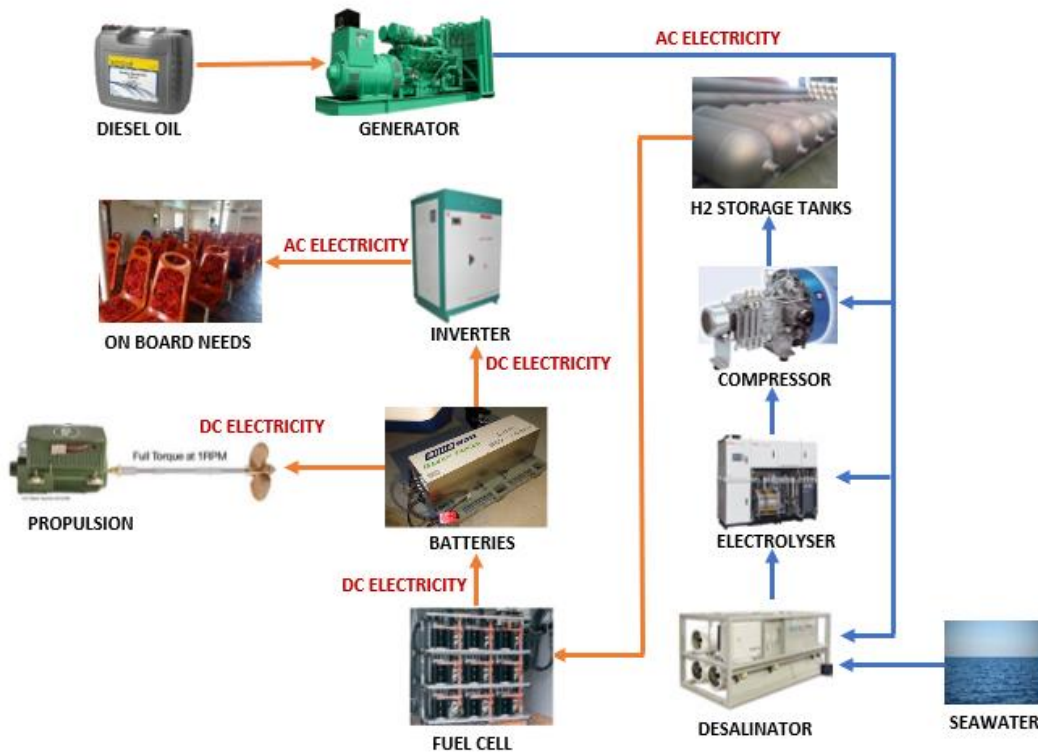 AC ELECTRICITY
DIESEL OIL
GENERATOR
H2 STORAGE TANKS
AC ELECTRICITY
ON BOARD NEEDS
INVERTER
DC ELECTRICITY
COMPRESSOR
DC ELECTRICITY
Full Torque at 1RPM
PROPULSION
BATTERIES
ELECTROLYSER
DC ELECTRICITY
FUEL CELL
DESALINATOR
SEAWATER